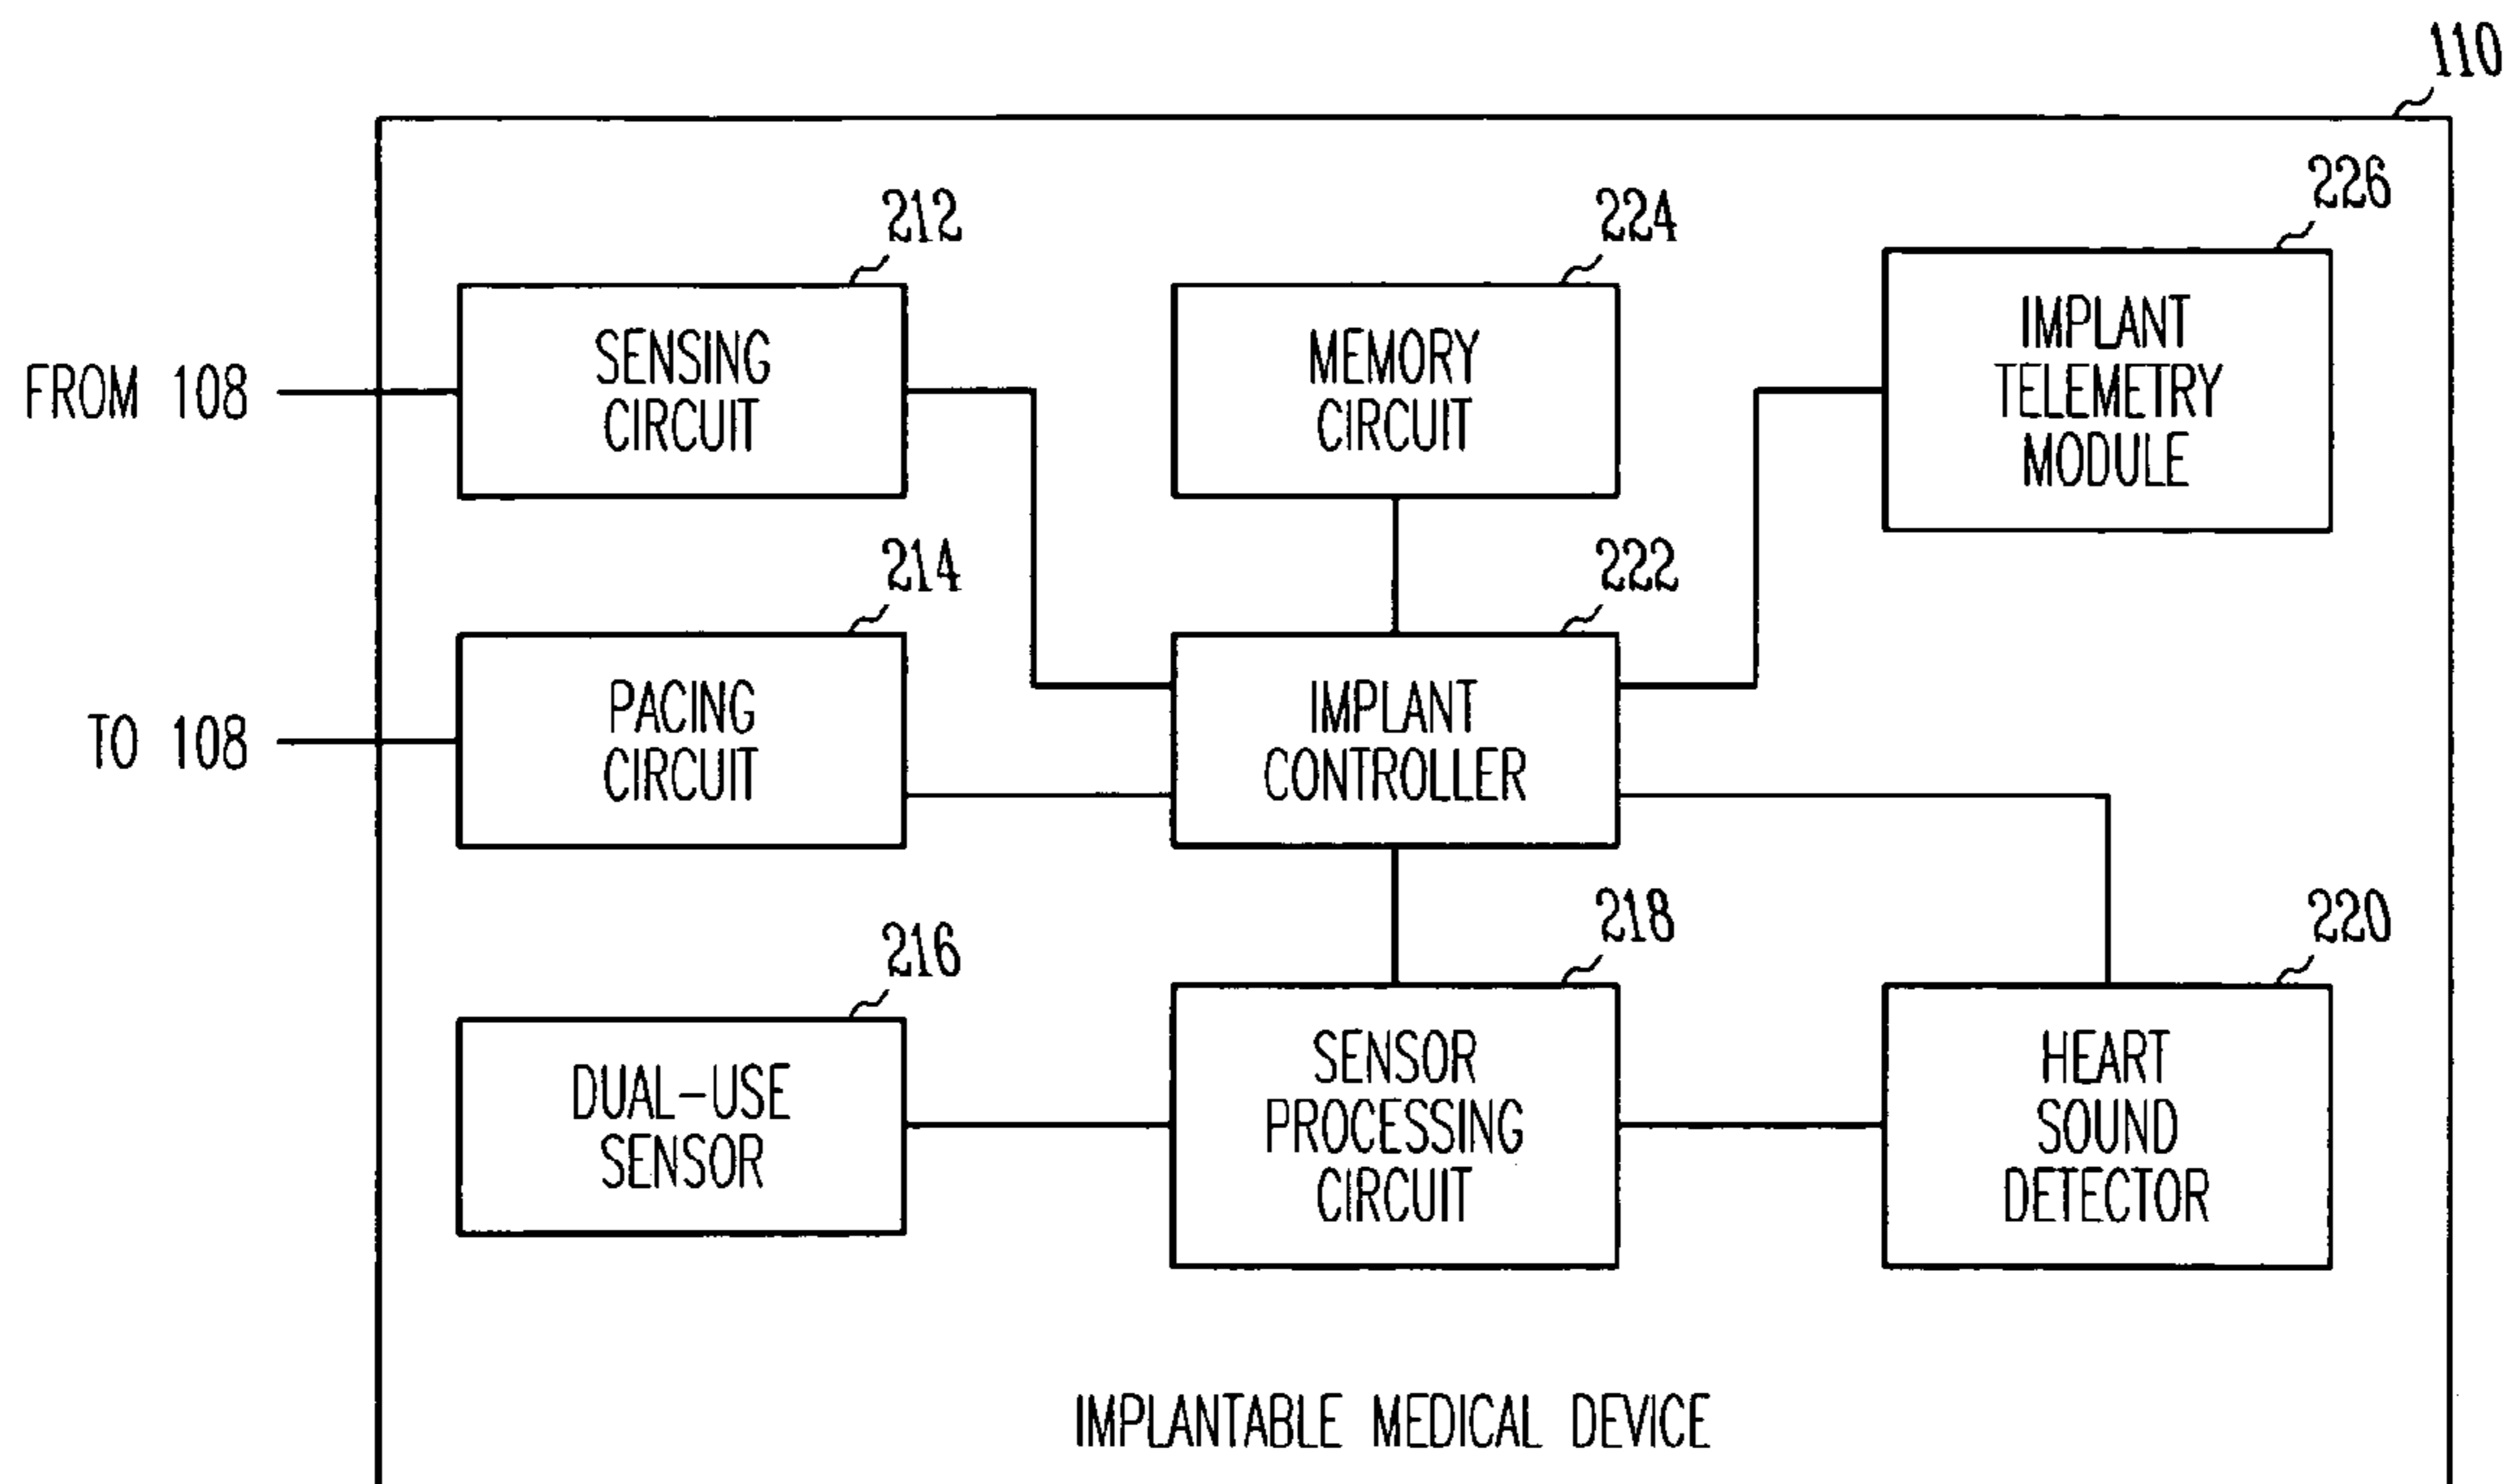 110
212
224
226
FROM 108
SENSING
CIRCUIT
MEMORY
CIRCUIT
IMPLANT
TELEMETRY
MODULE
214
222
TO 108
PACING
CIRCUIT
IMPLANT
CONTROLLER
216
218
220
DUAL-USE
SENSOR
SENSOR
PROCESSING
CIRCUIT
HEART
SOUND
DETECTOR
IMPLANTABLE MEDICAL DEVICE